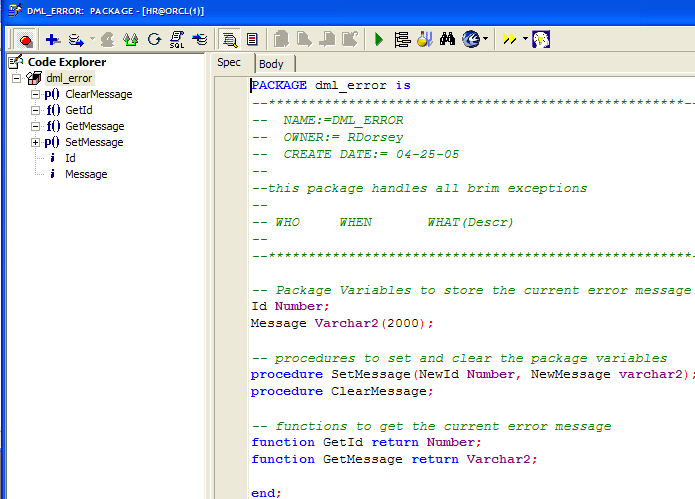 DML_ERROR: PACKAGE - [HR@ORCL(1)]
SQL
Code Explorer
dml_error
p() ClearMessage
f() GetId
f() GetMessage
p() SetMessage
i Id
i Message
Spec
Body
PACKAGE dml_error is
--****************************************************--
-- NAME:=DML_ERROR
-- OWNER:= RDorsey
-- CREATE DATE:= 04-25-05
--
--this package handles all brim exceptions
--
-- WHO WHEN WHAT(Descr)
--
--*****************************************************-
-- Package Variables to store the current error message
Id Number;
Message Varchar2(2000);
-- procedures to set and clear the package variables
procedure SetMessage(NewId Number, NewMessage varchar2);
procedure ClearMessage;
-- functions to get the current error message
function GetId return Number;
function GetMessage return Varchar2;
end;